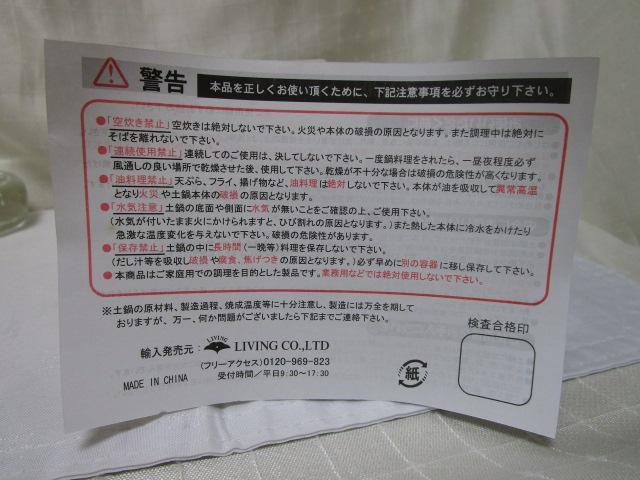 警告
本品を正しくお使い頂くために、下記注意事項を必ずお守り下さい。
●「空炊き禁止」空炊きは絶対しないで下さい。火災や本体の破損の原因となります。また調理中は絶対に
そばを離れないで下さい。
●「連続使用禁止」連続してのご使用は、決してしないで下さい。一度鍋料理をされたら、一昼夜程度必ず
風通しの良い場所で乾燥させた後、使用して下さい。乾燥が不十分な場合は破損の危険性が高くなります。
●「油料理禁止」天ぷら、フライ、揚げ物など、油料理は絶対しないで下さい。本体が油を吸収して異常高温
となり火災や土鍋本体の破損の原因となります。
●「水気注意」土鍋の底面や側面に水気が無いことをご確認の上、ご使用下さい。
(水気が付いたまま火にかけられますと、ひび割れの原因となります。)また熱した本体に冷水をかけたり
急激な温度変化を与えないで下さい。破損の危険性があります。
●「保存禁止」土鍋の中に長時間(一晩等)料理を保存しないで下さい。
(だし汁等を吸収し破損や腐食、焦げつきの原因となります。)必ず早めに別の容器に移し保存して下さい。
●本商品はご家庭用での調理を目的とした製品です。業務用などでは絶対使用しないで下さい。
※土鍋の原材料、製造過程、焼成温度等に十分注意し、製造には万全を期して
おりますが、万一、何か問題がございましたら下記までご連絡下さい。
検査合格印
輸入発売元: LIVING LIVING CO.,LTD
(フリーアクセス)0120-969-823
受付時間/平日9:30~17:30
MADE IN CHINA
紙